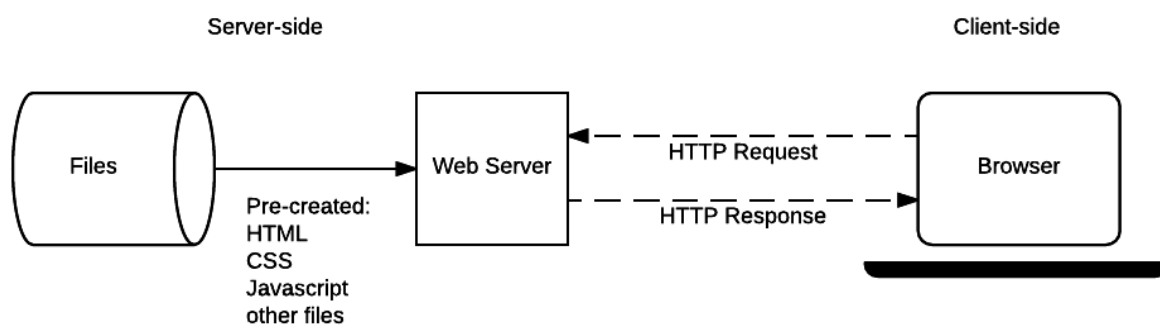 Server-side
Client-side
Files
Web Server
HTTP Request
Browser
HTTP Response
Pre-created:
HTML
CSS
Javascript
other files